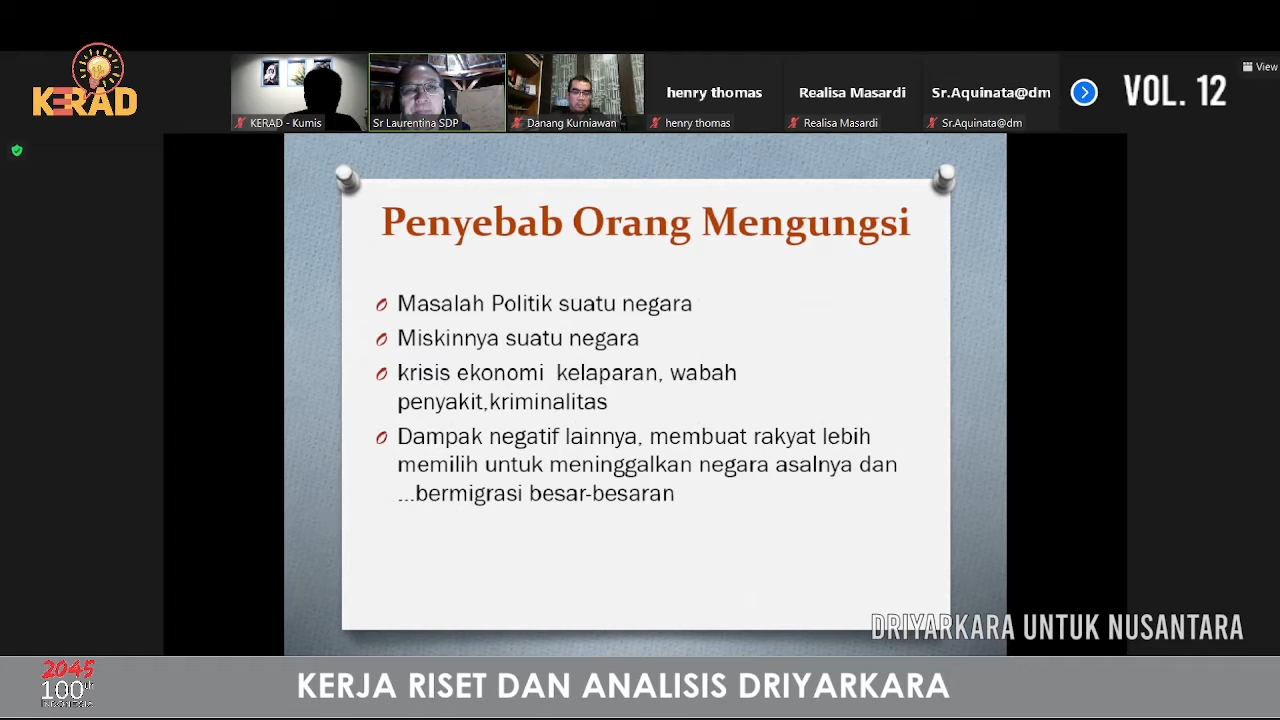 KERAD
KERAD - Kumis
Sr Laurentina SDP
Danang Kurniawan
henry thomas
henry thomas
Realisa Masardi
Realisa Masardi
Sr.Aquinata@dm
Sr.Aquinata@dm
View
VOL. 12
Penyebab Orang Mengungsi
Masalah Politik suatu negara
Miskinnya suatu negara
krisis ekonomi kelaparan, wabah
penyakit,kriminalitas
Dampak negatif lainnya, membuat rakyat lebih
memilih untuk meninggalkan negara asalnya dan
...bermigrasi besar-besaran
DRIYARKARA UNTUK NUSANTARA
2045
100th
INDONESIA
KERJA RISET DAN ANALISIS DRIYARKARA